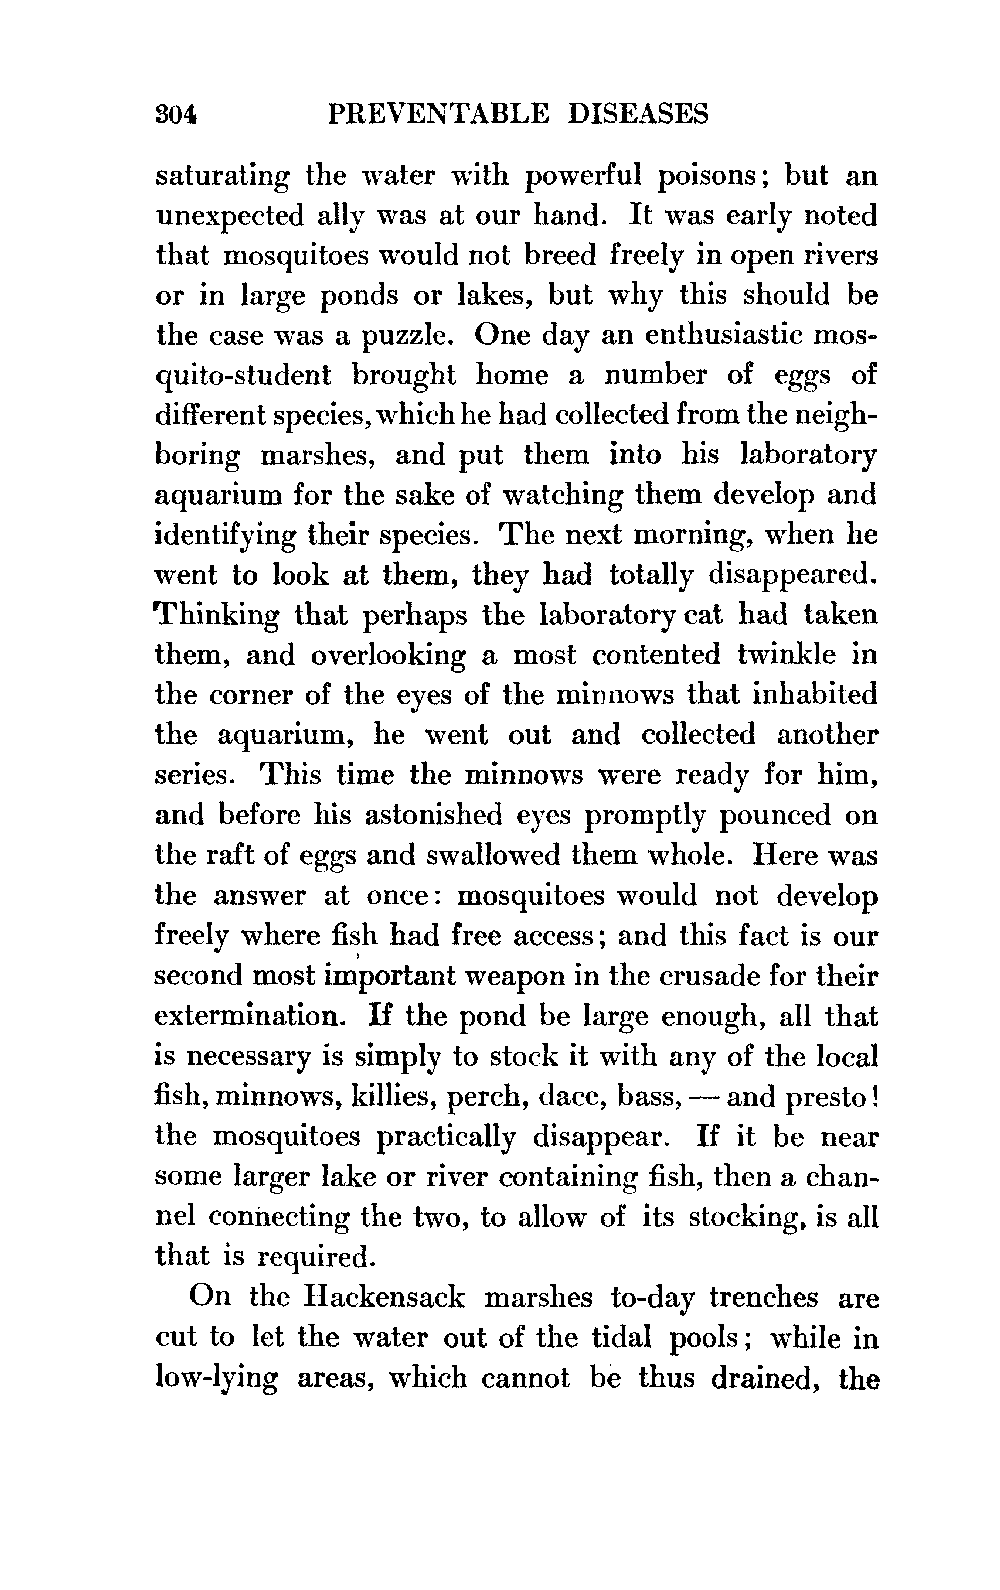 304 PREVENTABLE DISEASES
saturating the water with powerful poisons; but an
unexpected ally was at our hand. It was early noted
that mosquitoes would not breed freely in open rivers
or in large ponds or lakes, but why this should be
the case was a puzzle. One day an enthusiastic mos-
quito-student brought home a number of eggs of
different species, which he had collected from the neigh-
boring marshes, and put them into his laboratory
aquarium for the sake of watching them develop and
identifying their species. The next morning, when he
went to look at them, they had totally disappeared.
Thinking that perhaps the laboratory cat had taken
them, and overlooking a most contented twinkle in
the corner of the eyes of the minnows that inhabited
the aquarium, he went out and collected another
series. This time the minnows were ready for him,
and before his astonished eyes promptly pounced on
the raft of eggs and swallowed them whole. Here was
the answer at once: mosquitoes would not develop
freely where fish had free access; and this fact is our
second most important weapon in the crusade for their
extermination. If the pond be large enough, all that
is necessary is simply to stock it with any of the local
fish, minnows, killies, perch, dace, bass, — and presto!
the mosquitoes practically disappear. If it be near
some larger lake or river containing fish, then a chan-
nel connecting the two, to allow of its stocking, is all
that is required.
On the Hackensack marshes to-day trenches are
cut to let the water out of the tidal pools; while in
low-lying areas, which cannot be thus drained, the